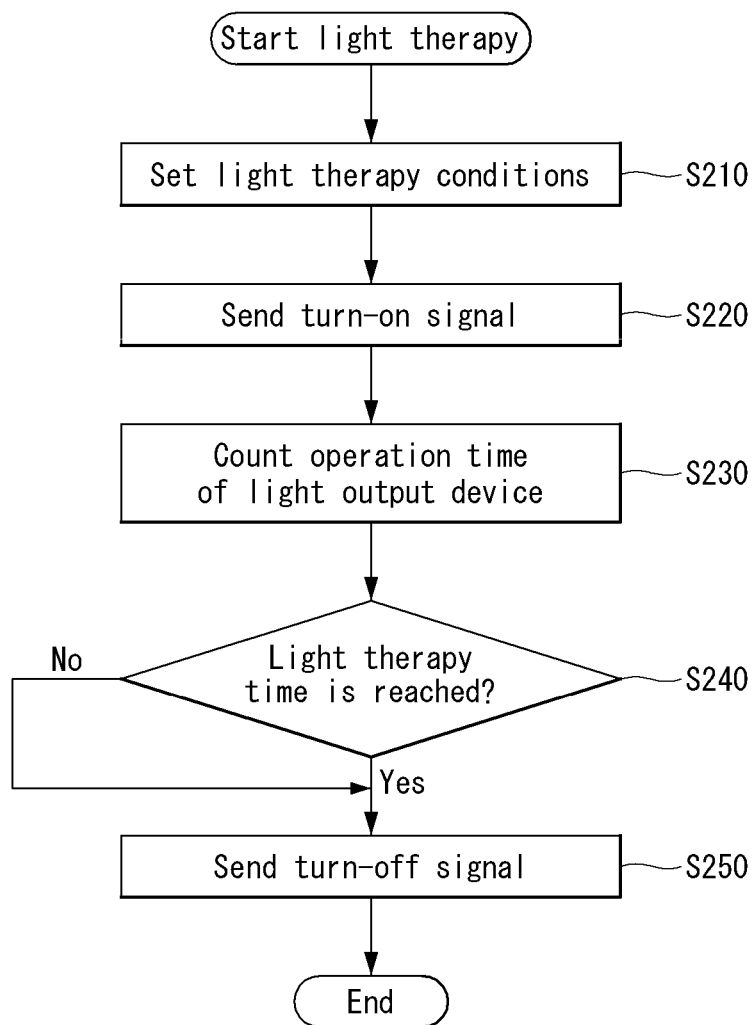 Start light therapy
Set light therapy conditions
S210
Send turn-on signal
S220
Count operation time
of light output device
S230
No
Light therapy
time is reached?
S240
Yes
Send turn-off signal
S250
End